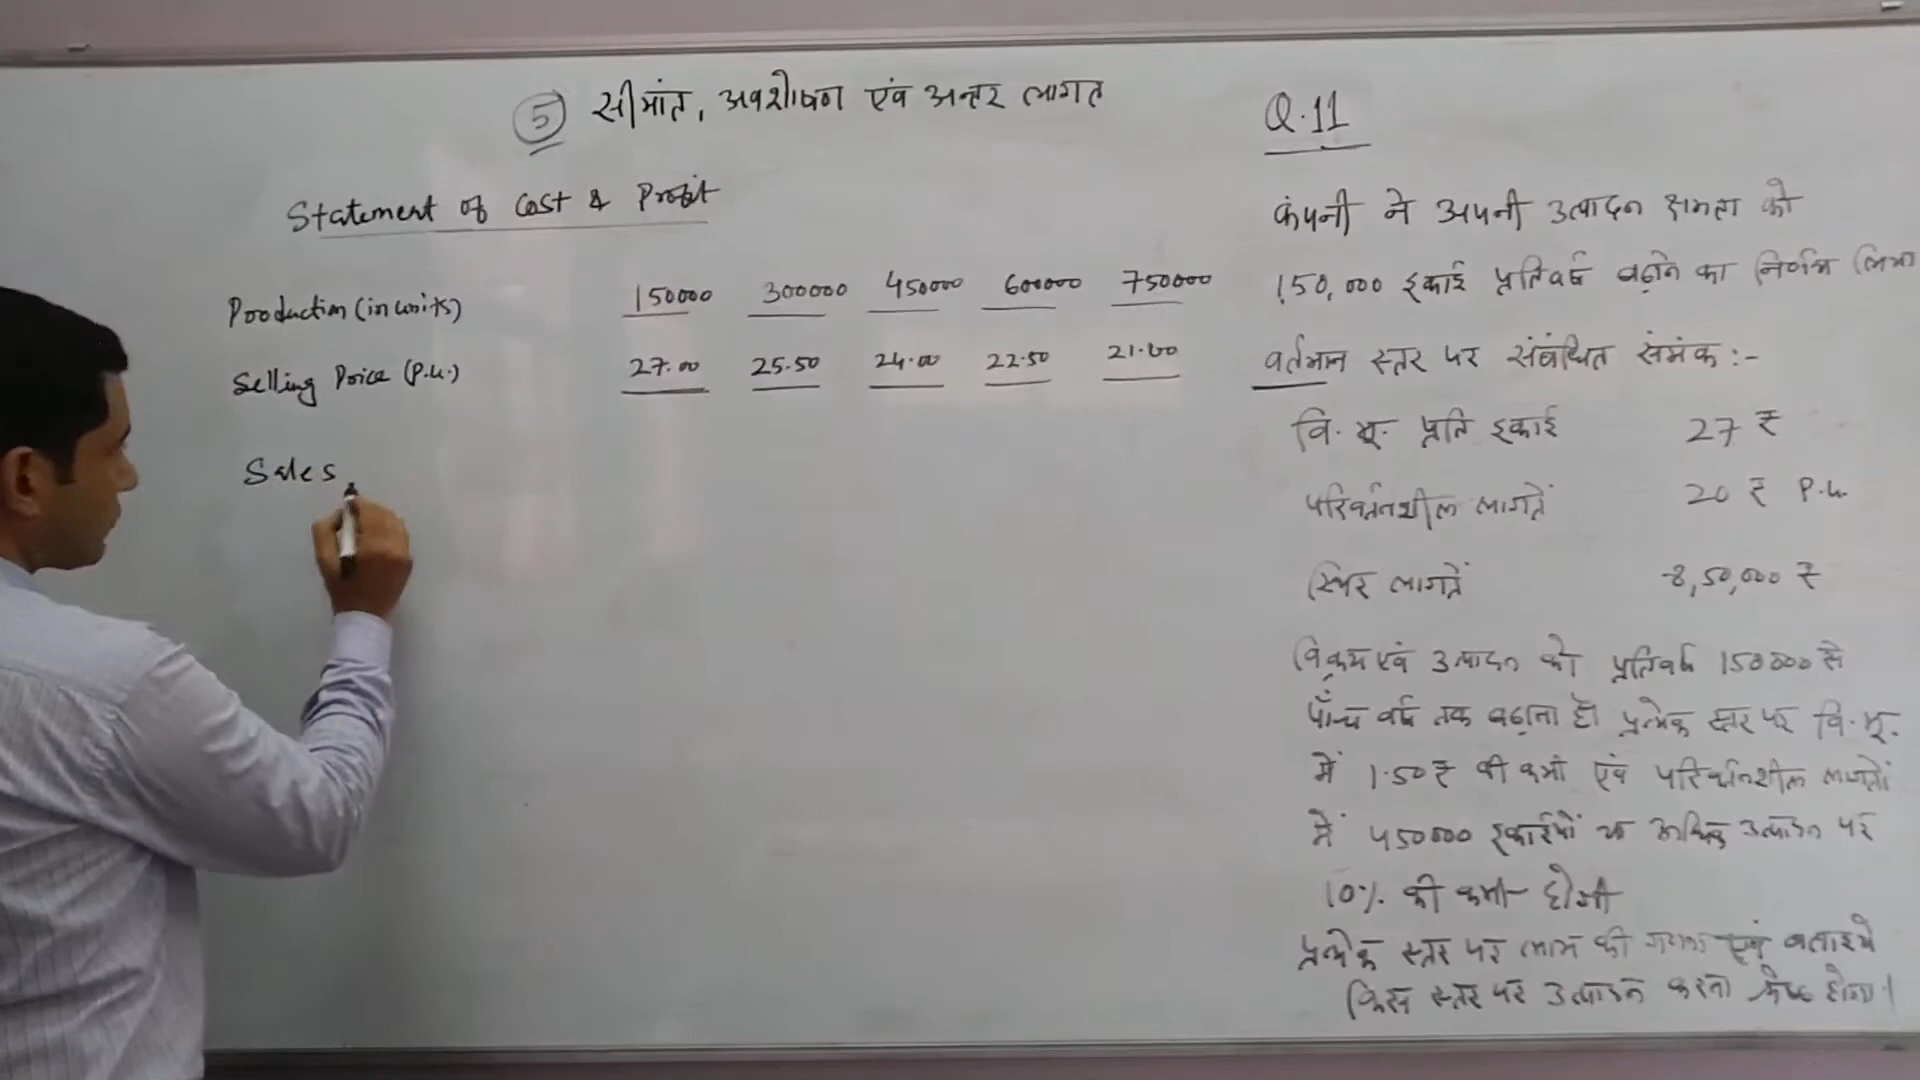 5 सीमांत, अवशोषण एवं अन्तर लागत
Statement of Cost & Profit
Production (in units) 150000 300000 450000 600000 750000
Selling Price (P.u.) 27.00 25.50 24.00 22.50 21.00
Sales
Q.11
कंपनी ने अपनी उत्पादन क्षमता को
150,000 इकाई प्रतिवर्ष बढ़ाने का निर्णय लिया
वर्तमान स्तर पर संबंधित समंक :-
वि. मू. प्रति इकाई 27 ₹
परिवर्तनशील लागतें 20 ₹ P.u.
स्थिर लागतें 8,50,000 ₹
विक्रय एवं उत्पादन को प्रतिवर्ष 150000 से
पाँच वर्ष तक बढ़ाना है। प्रत्येक स्तर पर वि. मू.
में 1.50 ₹ की कमी एवं परिवर्तनशील लागतों
में 450000 इकाईयों या अधिक उत्पादन पर
10% की कमी होगी
प्रत्येक स्तर पर लाभ की गणना एवं बताइये
किस स्तर पर उत्पादन करना श्रेष्ठ होगा।